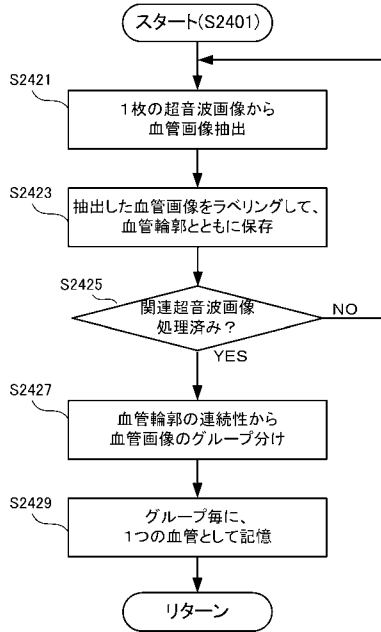 スタート(S2401)
S2421
1枚の超音波画像から
血管画像抽出
S2423
抽出した血管画像をラベリングして、
血管輪郭とともに保存
S2425
関連超音波画像
処理済み？
NO
YES
S2427
血管輪郭の連続性から
血管画像のグループ分け
S2429
グループ毎に、
1つの血管として記憶
リターン